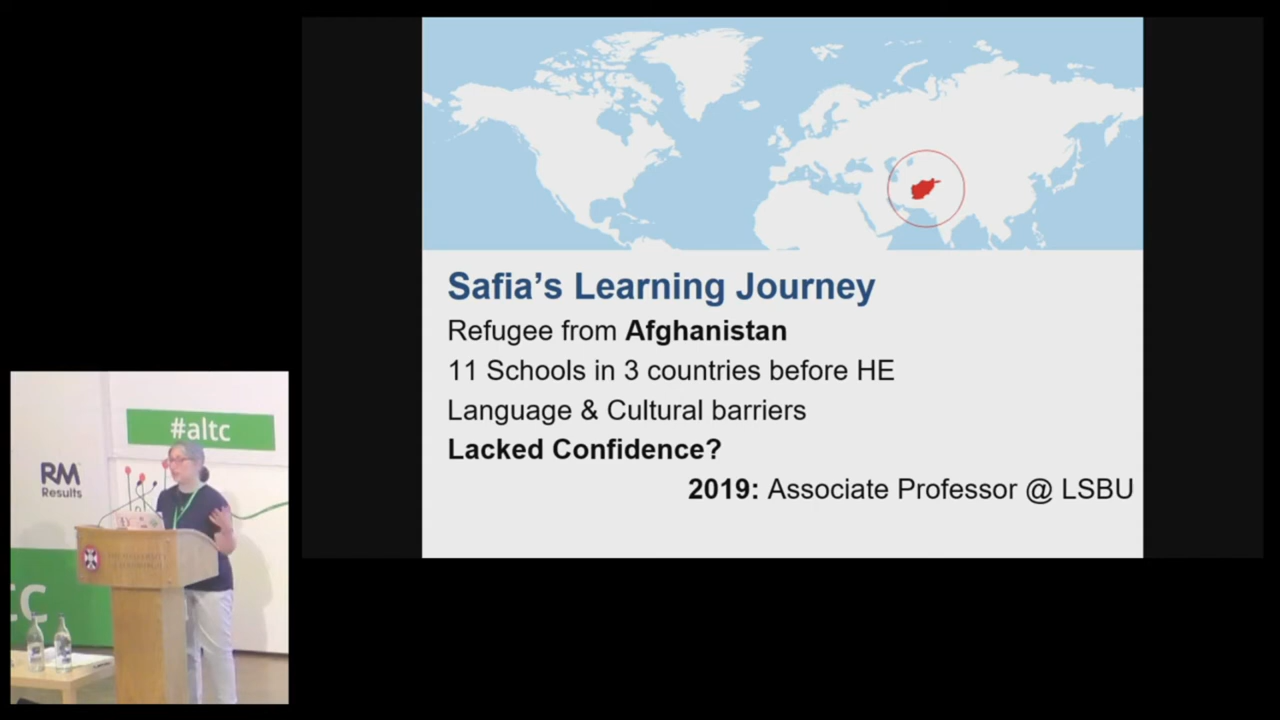 Safia's Learning Journey
Refugee from Afghanistan
11 Schools in 3 countries before HE
Language & Cultural barriers
Lacked Confidence?
2019: Associate Professor @ LSBU
#altc
RM
Results